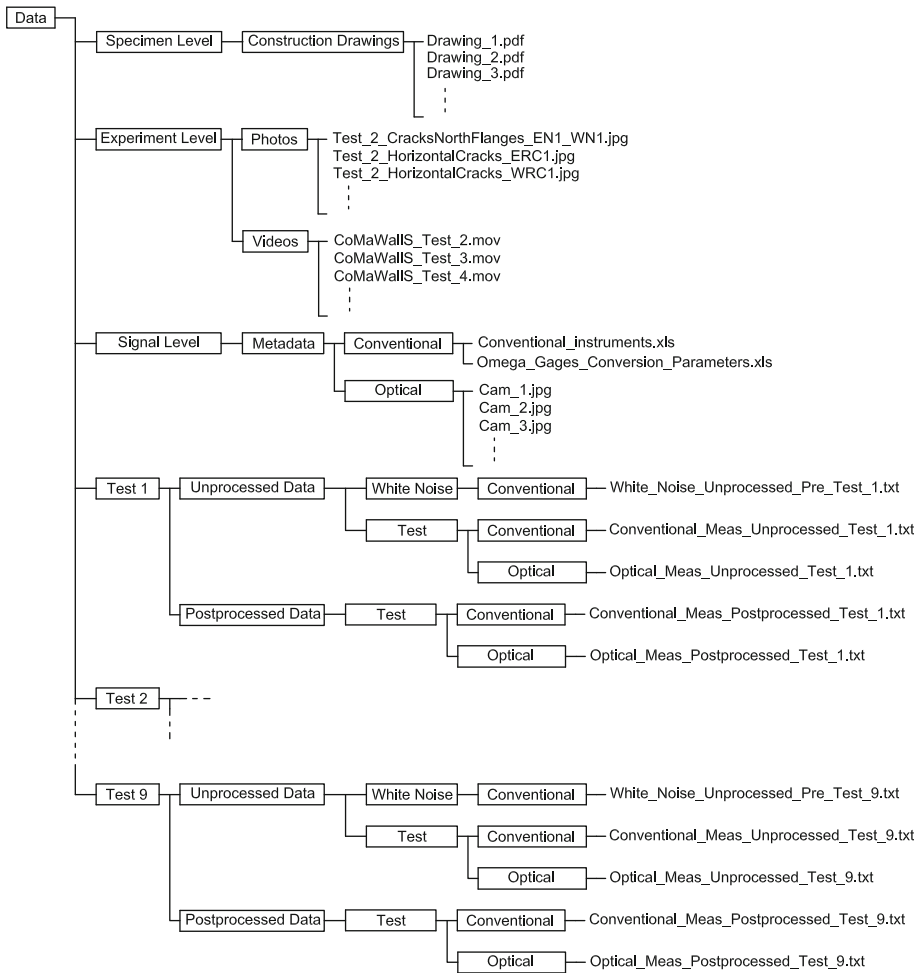 Data
Specimen Level
Construction Drawings
Drawing_1.pdf
Drawing_2.pdf
Drawing_3.pdf
Experiment Level
Photos
Test_2_CracksNorthFlanges_EN1_WN1.jpg
Test_2_HorizontalCracks_ERC1.jpg
Test_2_HorizontalCracks_WRC1.jpg
Videos
CoMaWallS_Test_2.mov
CoMaWallS_Test_3.mov
CoMaWallS_Test_4.mov
Signal Level
Metadata
Conventional
Conventional_instruments.xls
Omega_Gages_Conversion_Parameters.xls
Optical
Cam_1.jpg
Cam_2.jpg
Cam_3.jpg
Test 1
Unprocessed Data
White Noise
Conventional
White_Noise_Unprocessed_Pre_Test_1.txt
Test
Conventional
Conventional_Meas_Unprocessed_Test_1.txt
Optical
Optical_Meas_Unprocessed_Test_1.txt
Postprocessed Data
Test
Conventional
Conventional_Meas_Postprocessed_Test_1.txt
Optical
Optical_Meas_Postprocessed_Test_1.txt
Test 2
Test 9
Unprocessed Data
White Noise
Conventional
White_Noise_Unprocessed_Pre_Test_9.txt
Test
Conventional
Conventional_Meas_Unprocessed_Test_9.txt
Optical
Optical_Meas_Unprocessed_Test_9.txt
Postprocessed Data
Test
Conventional
Conventional_Meas_Postprocessed_Test_9.txt
Optical
Optical_Meas_Postprocessed_Test_9.txt